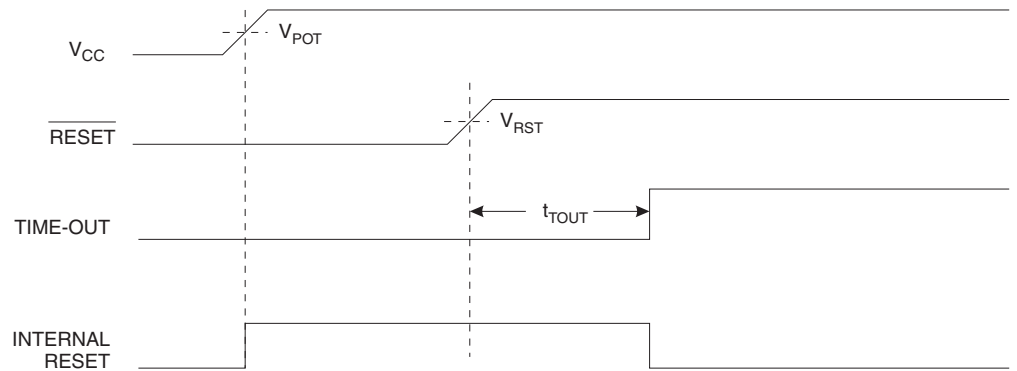 VCC
VPOT
RESET
VRST
TIME-OUT
tTOUT
INTERNAL
RESET